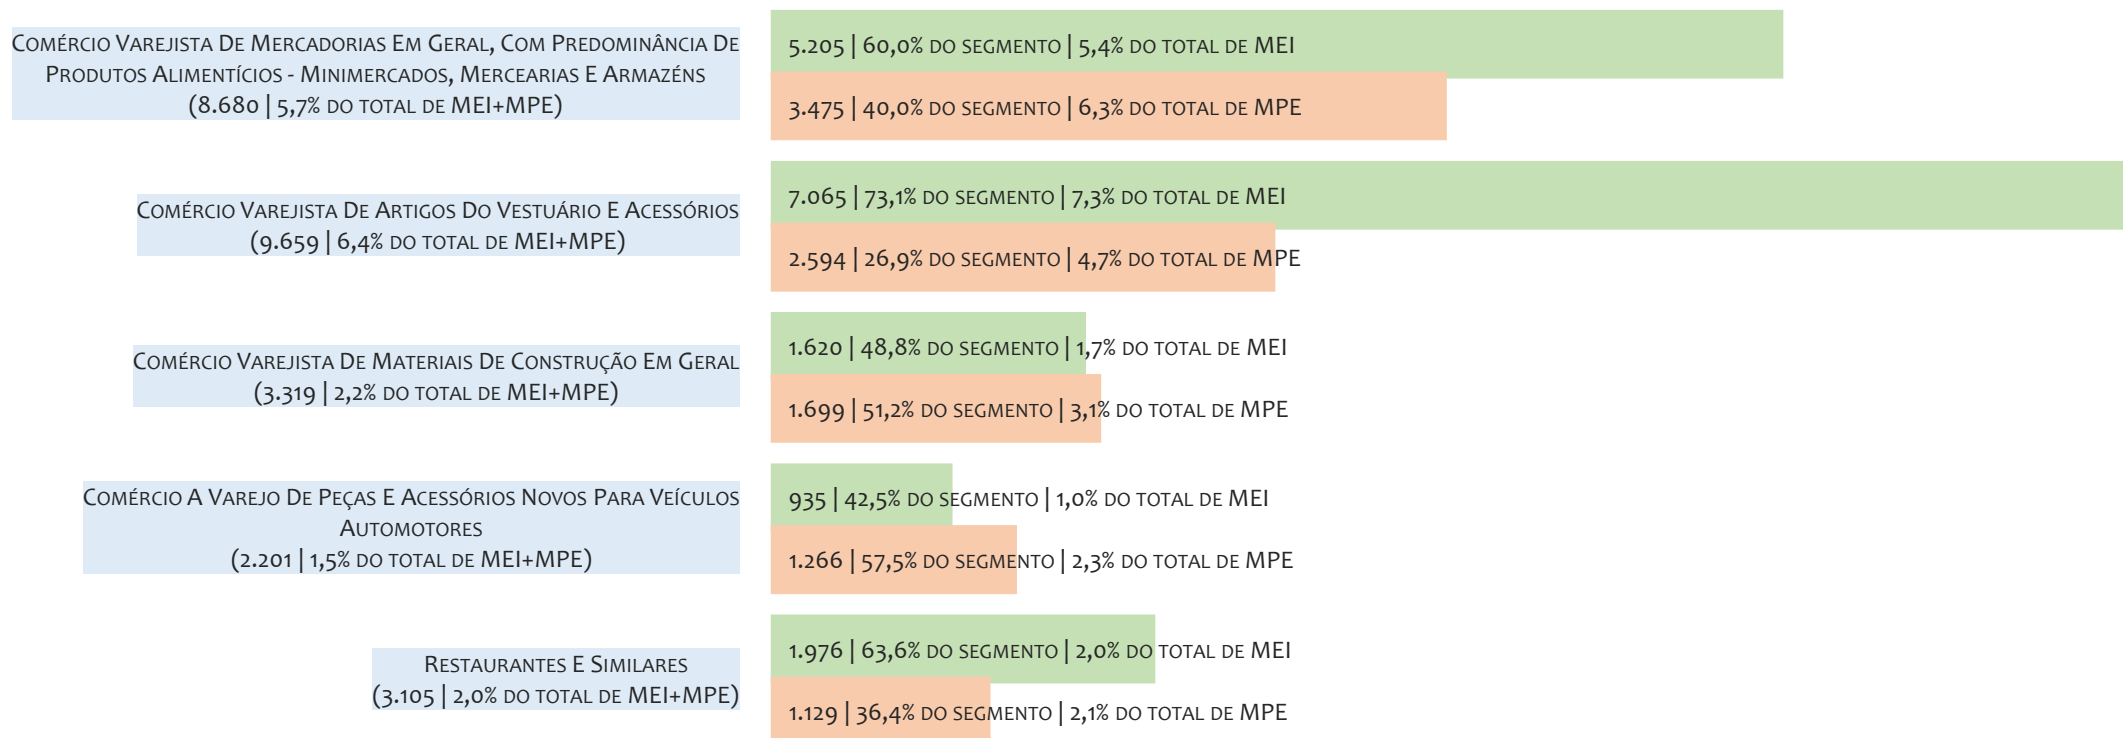 Comércio Varejista De Mercadorias Em Geral, Com Predominância De
Produtos Alimentícios - Minimercados, Mercearias E Armazéns
(8.680 | 5,7% do total de MEI+MPE)
5.205 | 60,0% do segmento | 5,4% do total de MEI
3.475 | 40,0% do segmento | 6,3% do total de MPE
Comércio Varejista De Artigos Do Vestuário E Acessórios
(9.659 | 6,4% do total de MEI+MPE)
7.065 | 73,1% do segmento | 7,3% do total de MEI
2.594 | 26,9% do segmento | 4,7% do total de MPE
Comércio Varejista De Materiais De Construção Em Geral
(3.319 | 2,2% do total de MEI+MPE)
1.620 | 48,8% do segmento | 1,7% do total de MEI
1.699 | 51,2% do segmento | 3,1% do total de MPE
Comércio A Varejo De Peças E Acessórios Novos Para Veículos
Automotores
(2.201 | 1,5% do total de MEI+MPE)
935 | 42,5% do segmento | 1,0% do total de MEI
1.266 | 57,5% do segmento | 2,3% do total de MPE
Restaurantes E Similares
(3.105 | 2,0% do total de MEI+MPE)
1.976 | 63,6% do segmento | 2,0% do total de MEI
1.129 | 36,4% do segmento | 2,1% do total de MPE